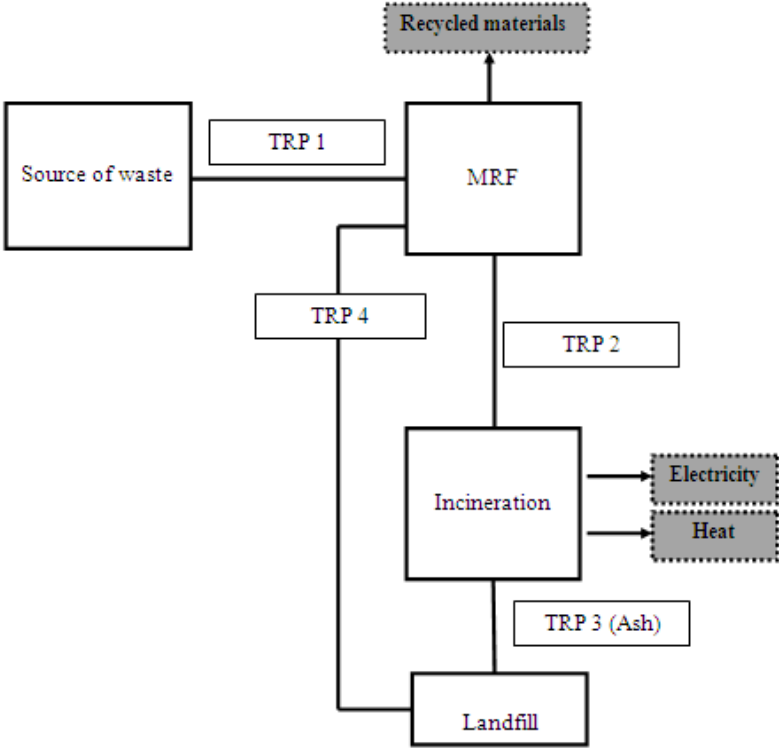 Recycled materials
TRP 1
Source of waste
MRF
TRP 4
TRP 2
Electricity
Incineration
Heat
TRP 3 (Ash)
Landfill